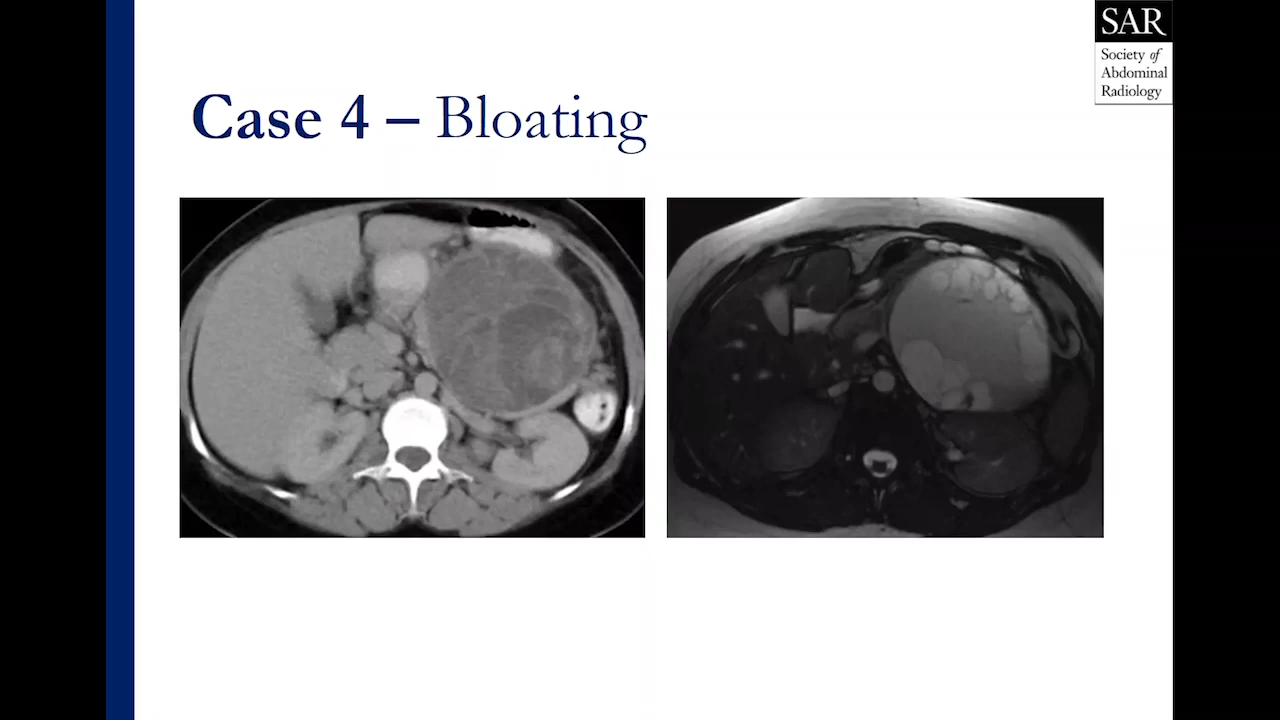 SAR
Society of
Abdominal
Radiology
Case 4 – Bloating